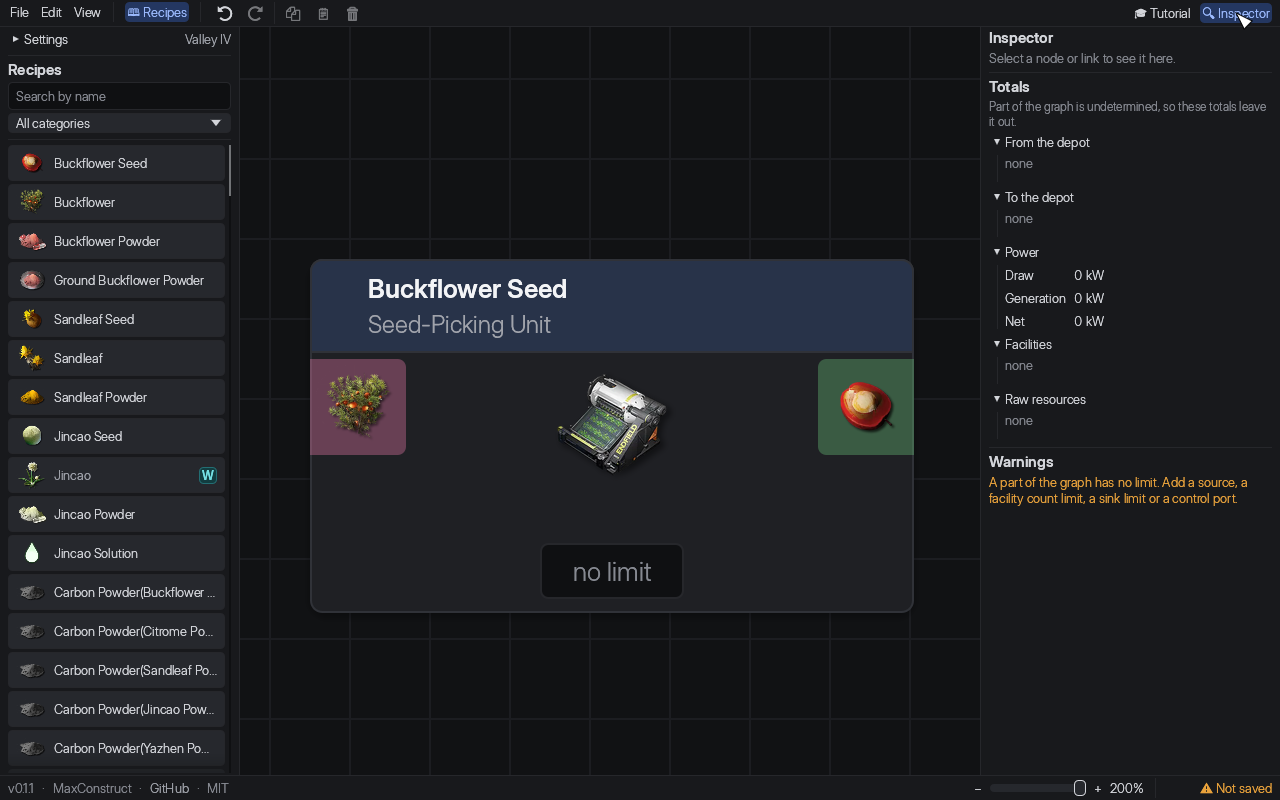 File Edit View Recipes Tutorial Inspector
Settings Valley IV
Recipes
Search by name
All categories
Buckflower Seed
Buckflower
Buckflower Powder
Ground Buckflower Powder
Sandleaf Seed
Sandleaf
Sandleaf Powder
Jincao Seed
Jincao W
Jincao Powder
Jincao Solution
Carbon Powder(Buckflower ...
Carbon Powder(Citrome Po...
Carbon Powder(Sandleaf Po...
Carbon Powder(Jincao Pow...
Carbon Powder(Yazhen Po...
Buckflower Seed
Seed-Picking Unit
ENDFIELD
no limit
Inspector
Select a node or link to see it here.
Totals
Part of the graph is undetermined, so these totals leave
it out.
From the depot
none
To the depot
none
Power
Draw 0 kW
Generation 0 kW
Net 0 kW
Facilities
none
Raw resources
none
Warnings
A part of the graph has no limit. Add a source, a
facility count limit, a sink limit or a control port.
v0.1.1 · MaxConstruct · GitHub · MIT
− + 200%
Not saved